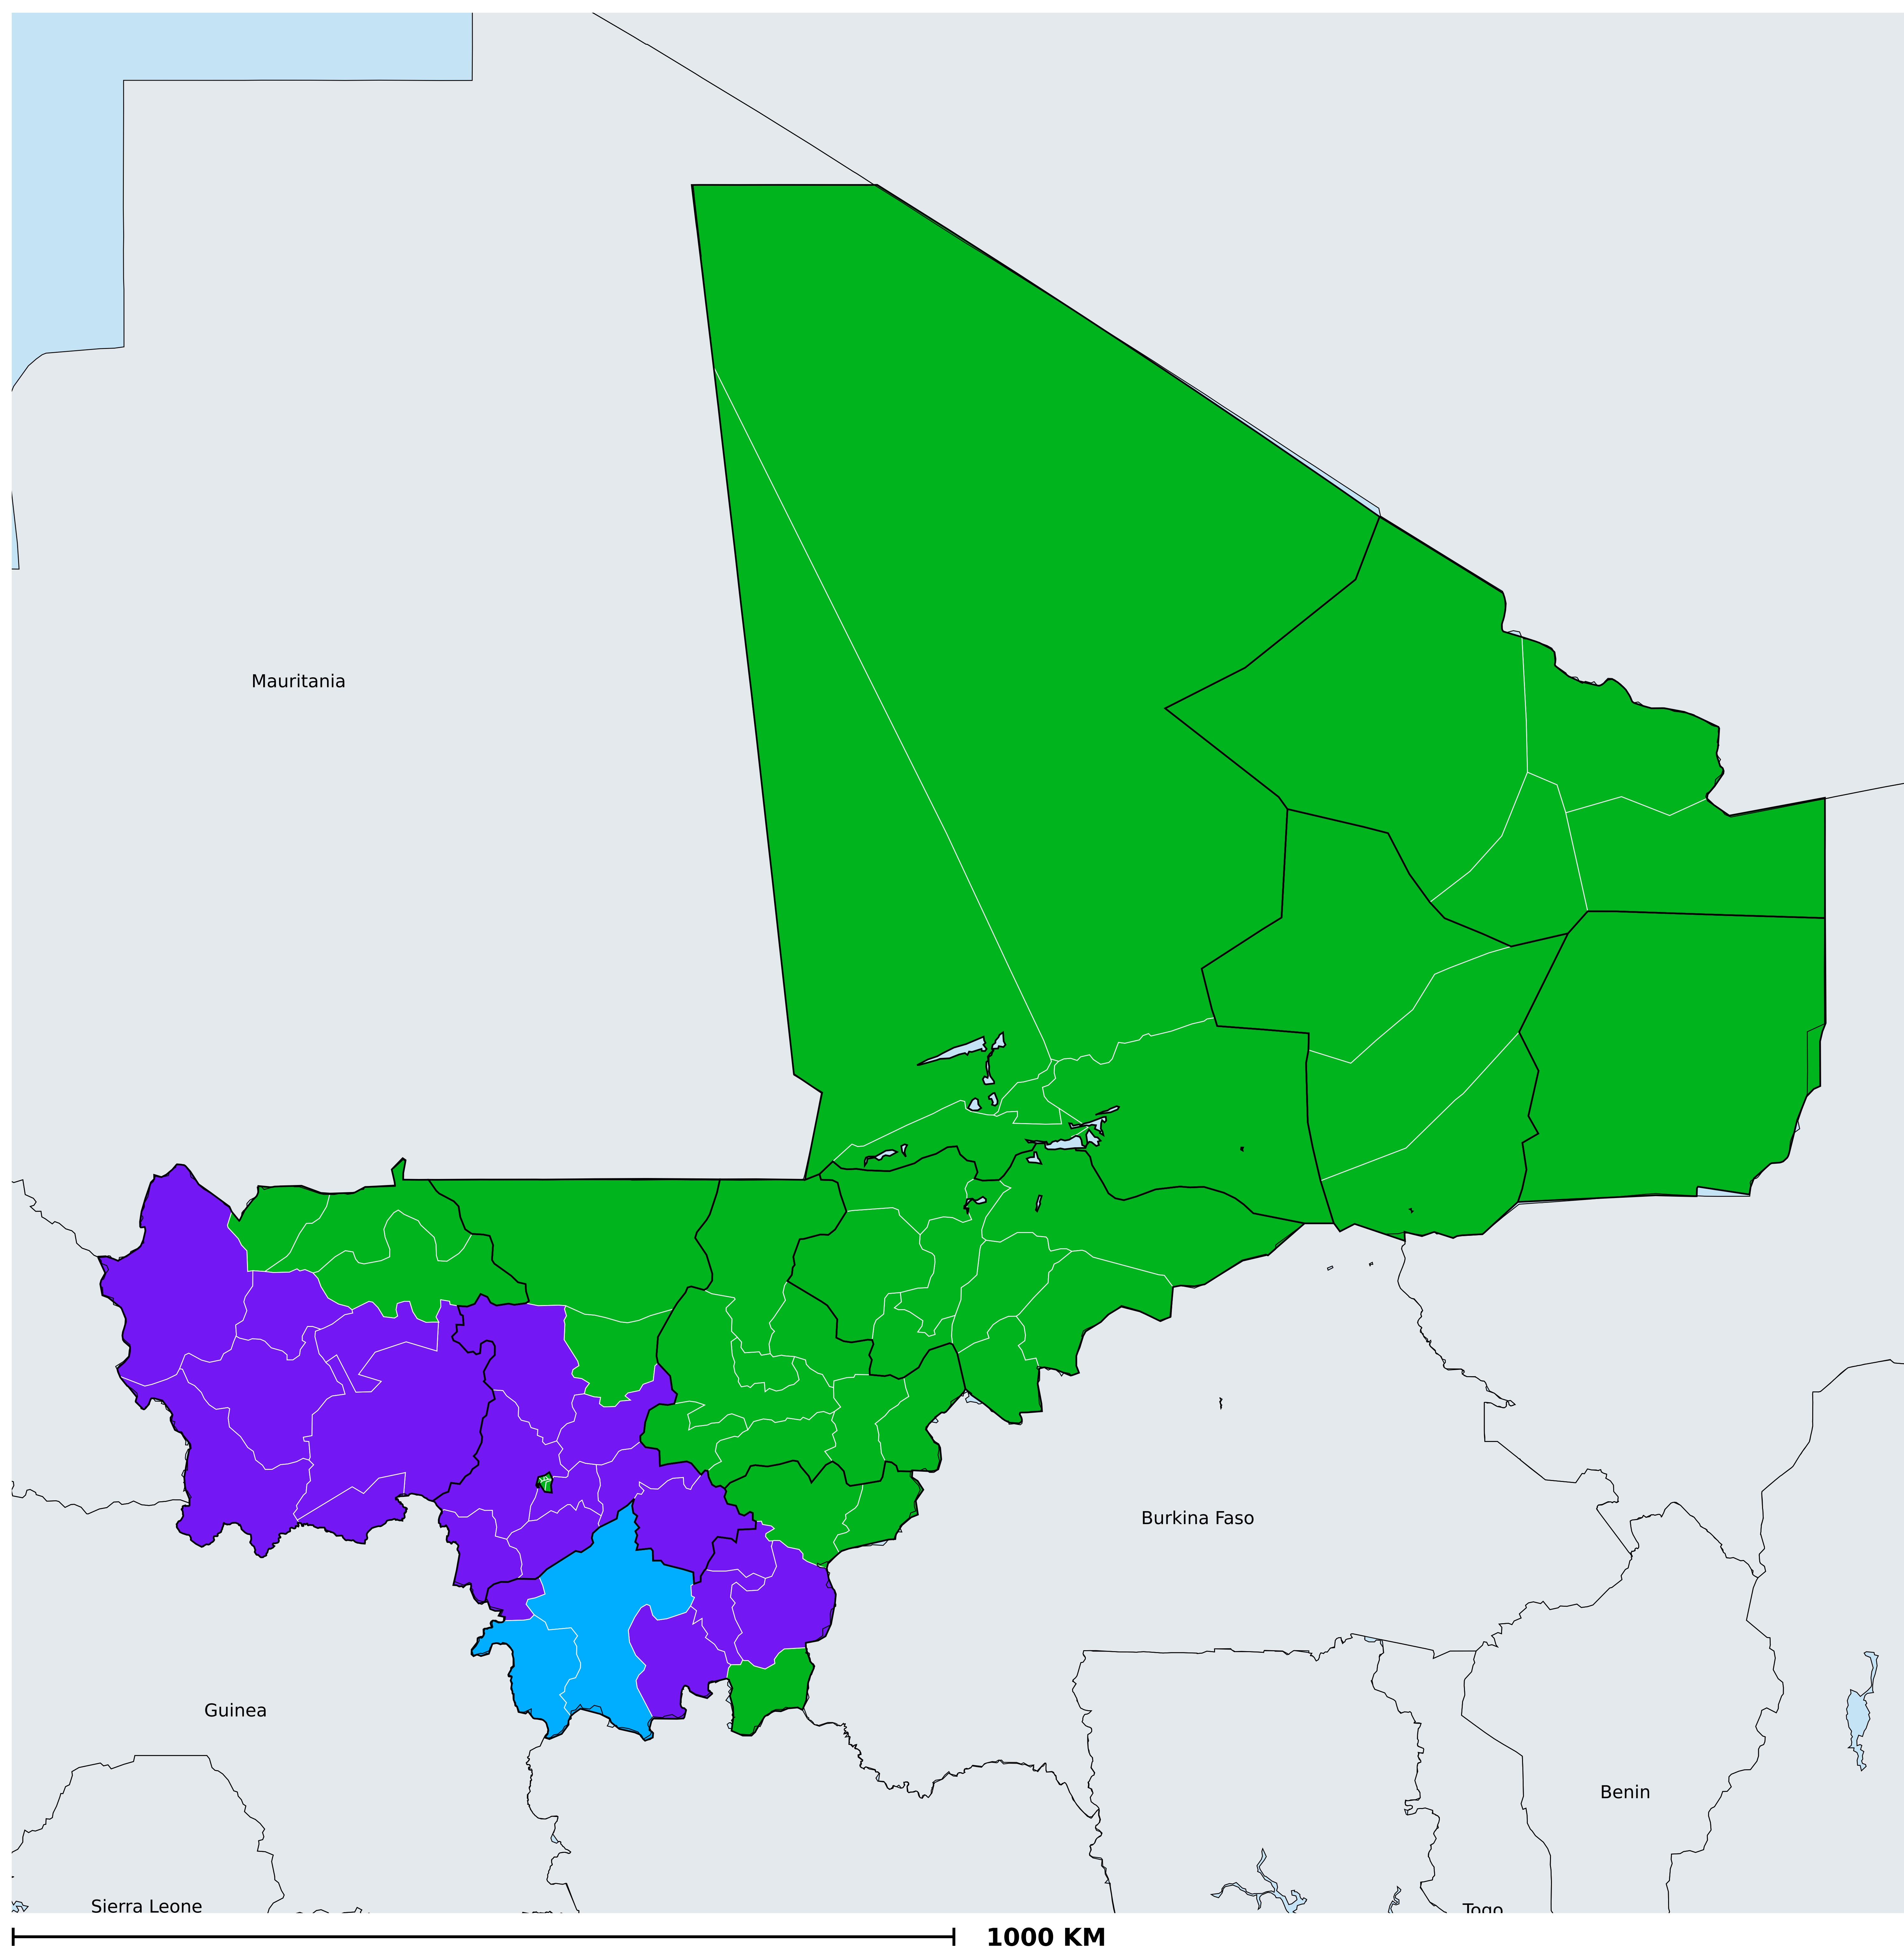 Mauritania
Burkina Faso
Guinea
Benin
Sierra Leone
Togo
1000 KM